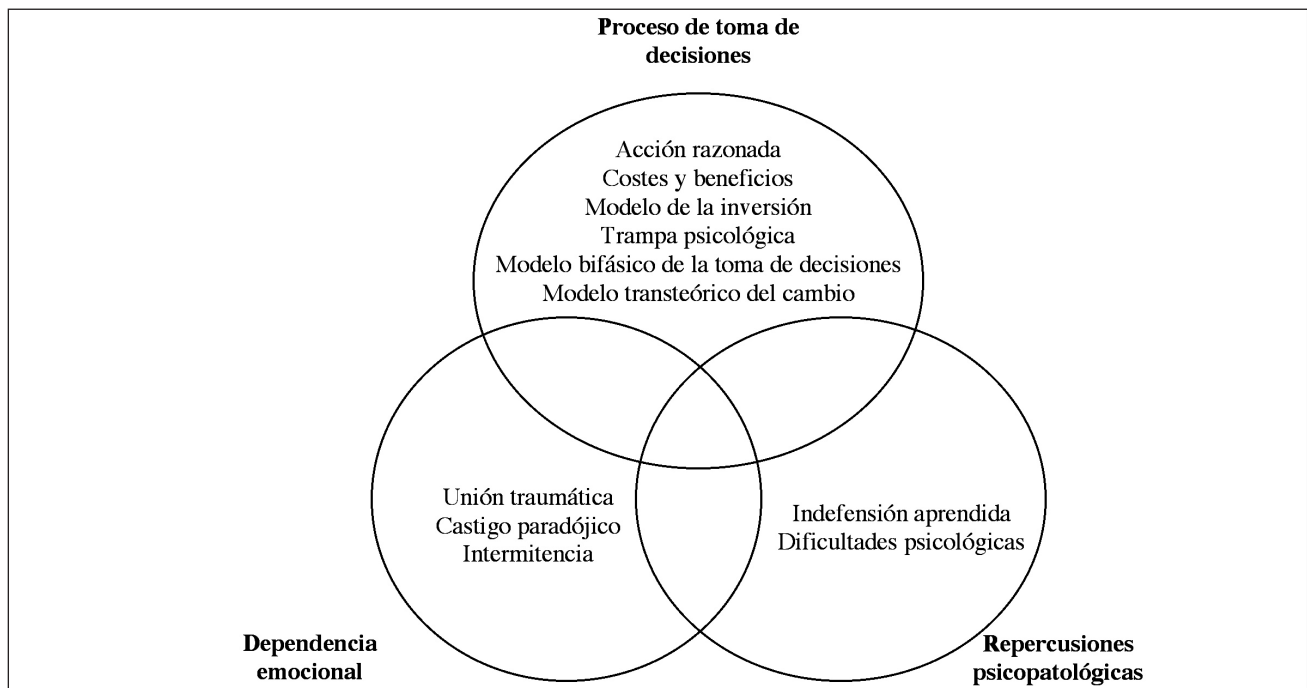 Proceso de toma de
decisiones
Acción razonada
Costes y beneficios
Modelo de la inversión
Trampa psicológica
Modelo bifásico de la toma de decisiones
Modelo transteórico del cambio
Unión traumática
Castigo paradójico
Intermitencia
Indefensión aprendida
Dificultades psicológicas
Dependencia
emocional
Repercusiones
psicopatológicas